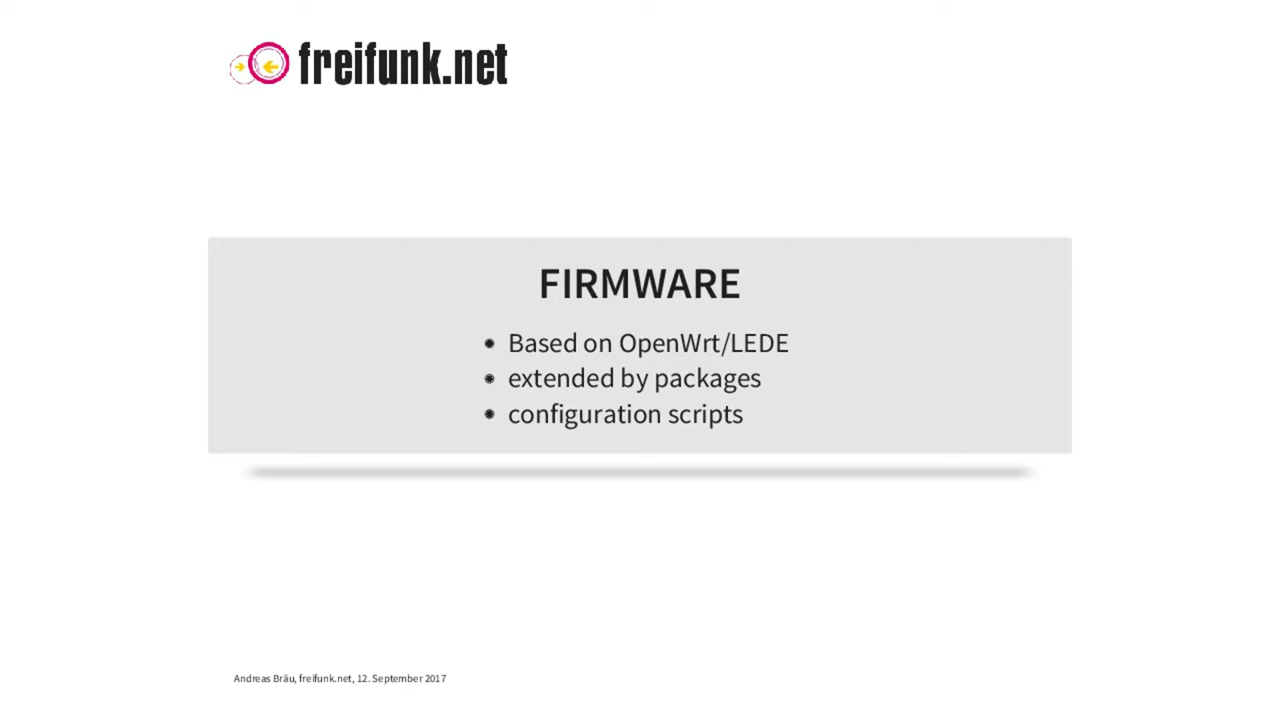 freifunk.net
FIRMWARE
Based on OpenWrt/LEDE
extended by packages
configuration scripts
Andreas Bräu, freifunk.net, 12. September 2017